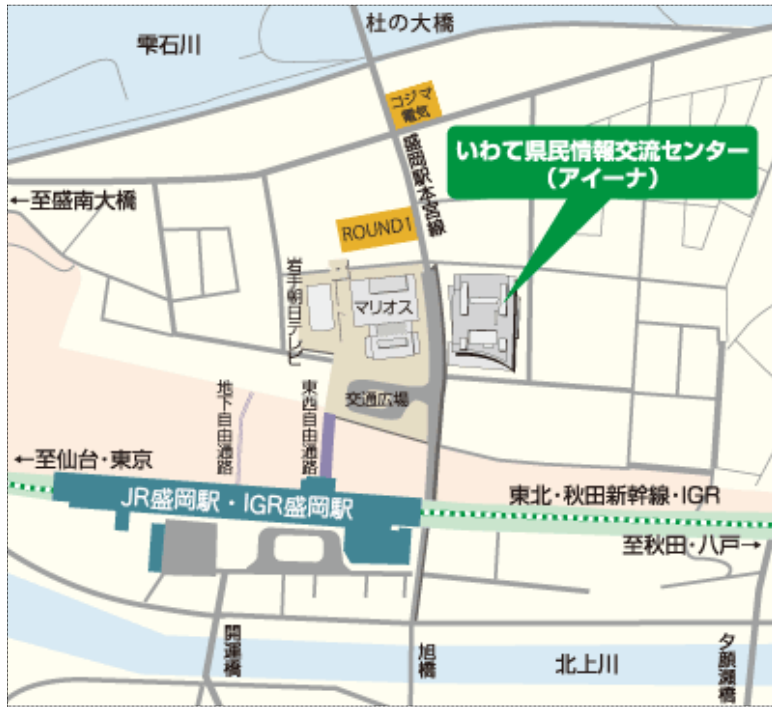 杜の大橋
雫石川
コジマ
電気
いわて県民情報交流センター
（アイーナ）
盛岡駅本宮線
←至盛南大橋
ROUND1
岩手朝日テレビ
マリオス
交通広場
地下自由通路
東西自由通路
←至仙台・東京
JR盛岡駅・IGR盛岡駅
東北・秋田新幹線・IGR
至秋田・八戸→
開運橋
旭橋
北上川
夕顔瀬橋